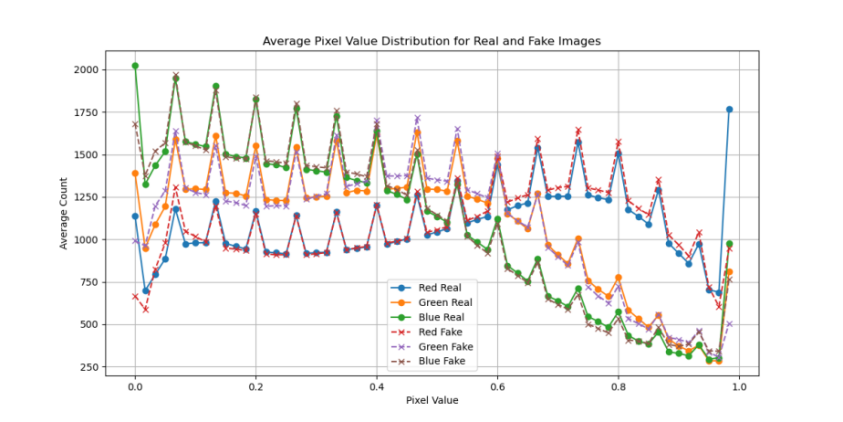 Average Pixel Value Distribution for Real and Fake Images
Average Count
2000
1750
1500
1250
1000
750
500
250
Red Real
Green Real
Blue Real
Red Fake
Green Fake
Blue Fake
0.0 0.2 0.4 0.6 0.8 1.0
Pixel Value